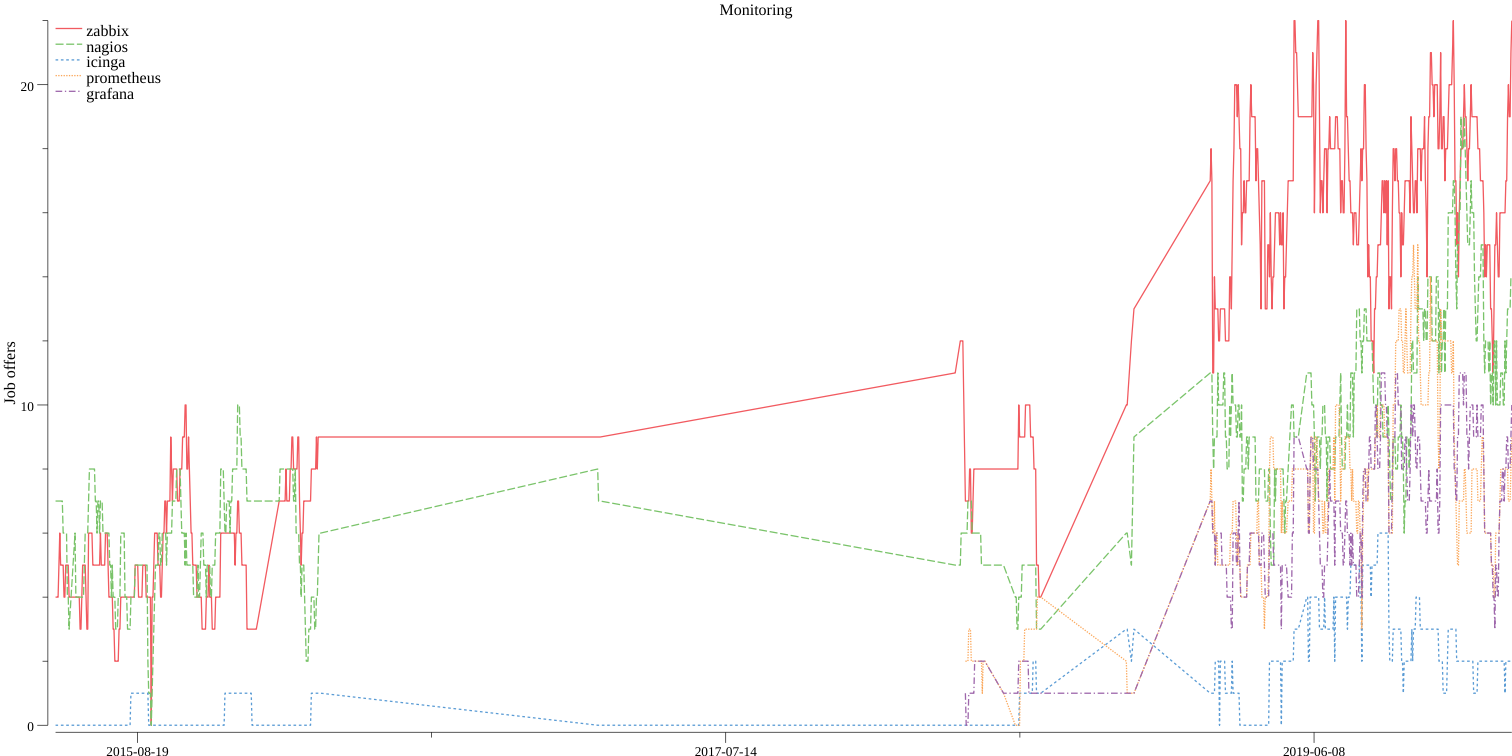 Monitoring
zabbix
nagios
icinga
prometheus
grafana
20
10
0
Job offers
2015-08-19
2017-07-14
2019-06-08